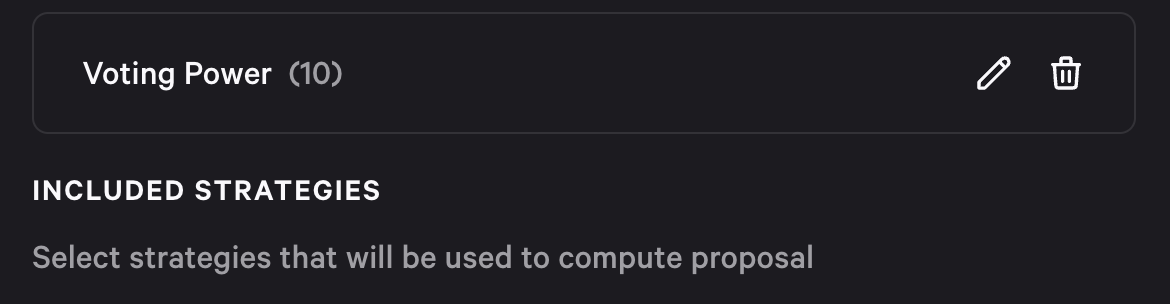 Voting Power (10)
INCLUDED STRATEGIES
Select strategies that will be used to compute proposal